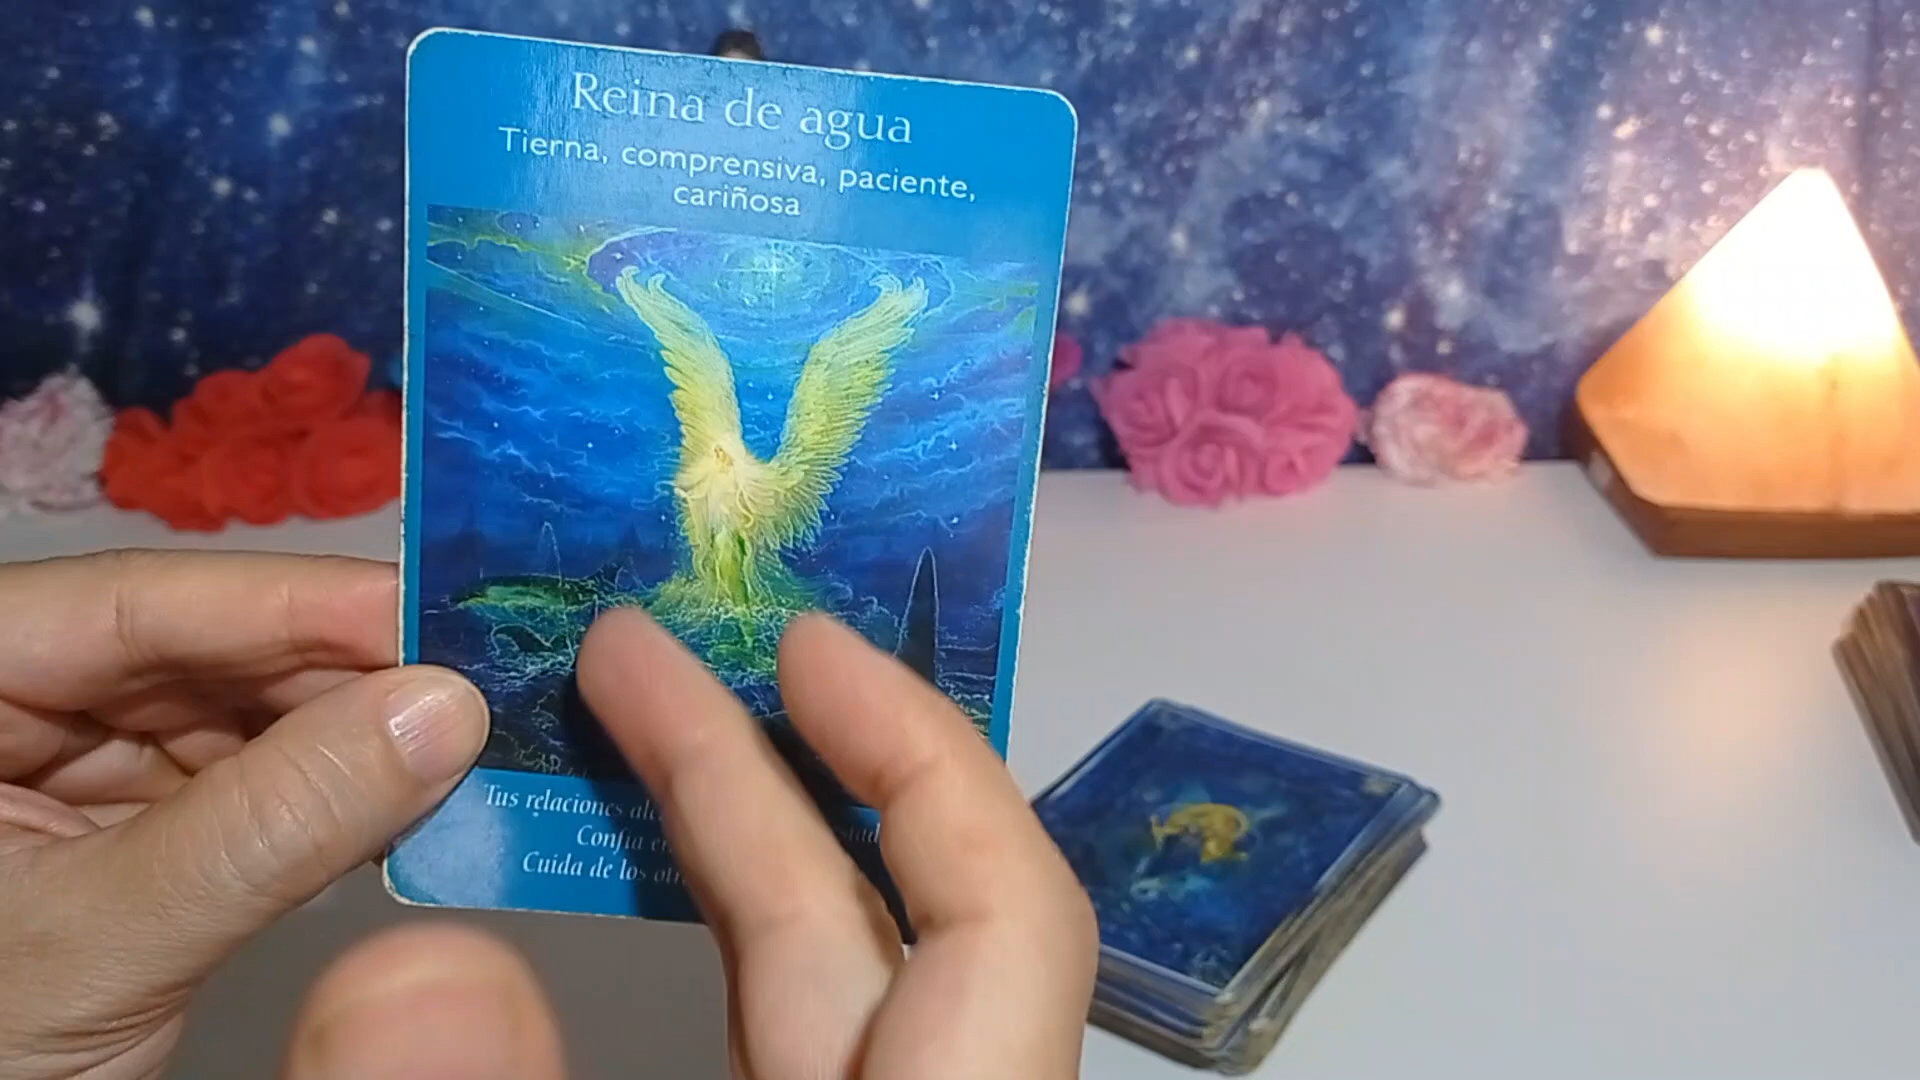 Reina de agua
Tierna, comprensiva, paciente,
cariñosa
Tus relaciones
Confía
Cuida de los